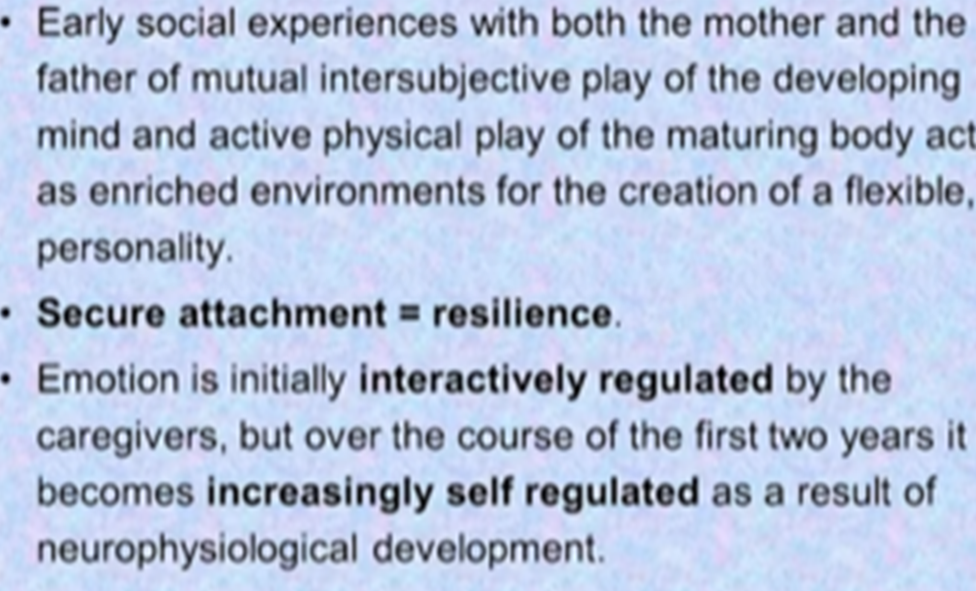 • Early social experiences with both the mother and the
father of mutual intersubjective play of the developing
mind and active physical play of the maturing body act
as enriched environments for the creation of a flexible,
personality.
• Secure attachment = resilience.
• Emotion is initially interactively regulated by the
caregivers, but over the course of the first two years it
becomes increasingly self regulated as a result of
neurophysiological development.